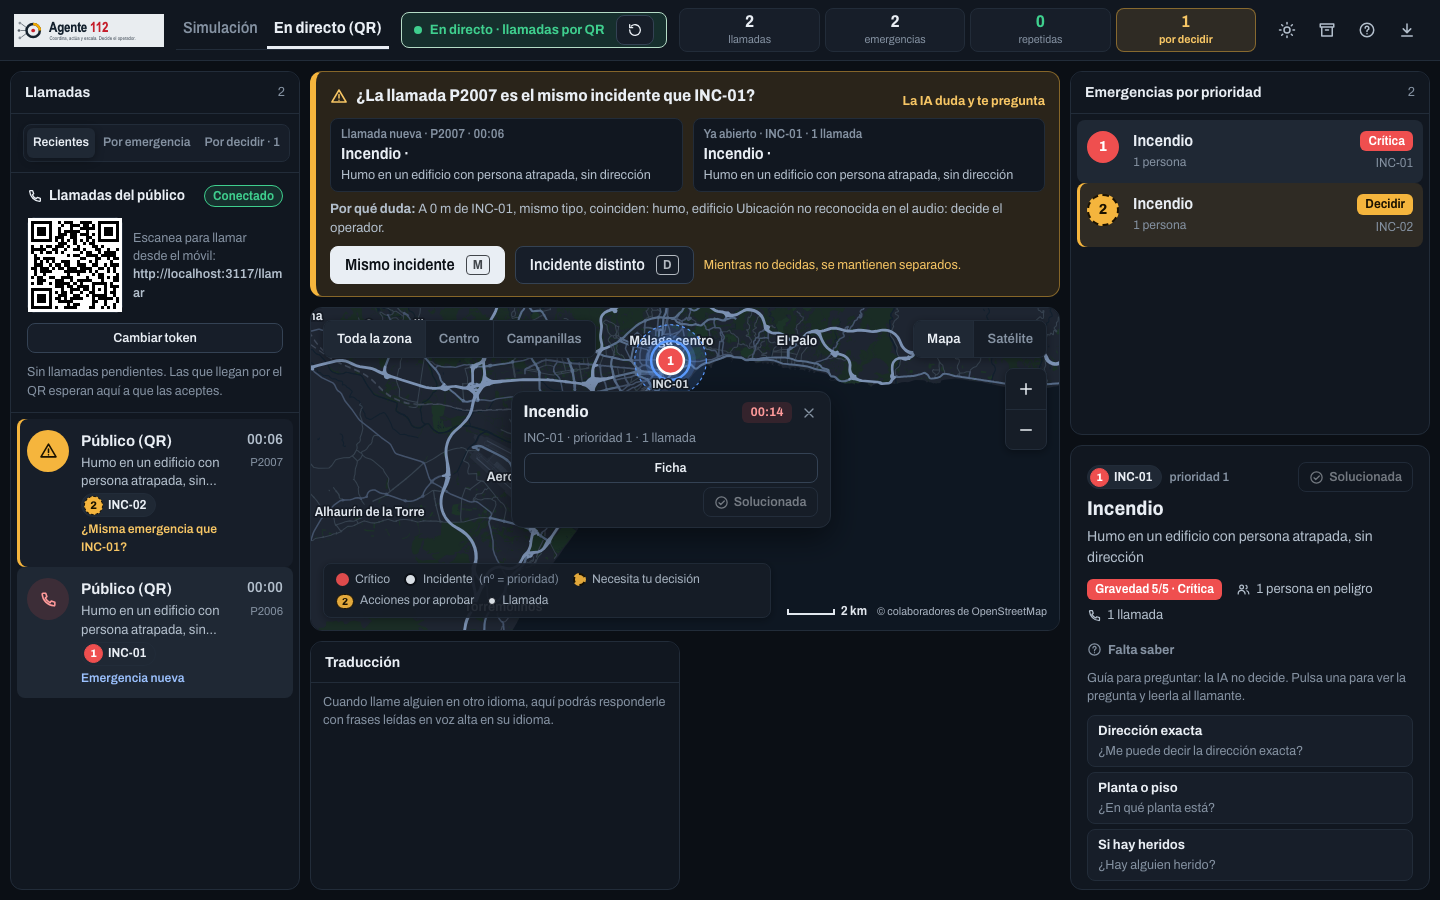 Agente 112
Coordina, actúa y escala. Decide el operador.
Simulación
En directo (QR)
En directo · llamadas por QR
2
llamadas
2
emergencias
0
repetidas
1
por decidir
Llamadas
2
Recientes
Por emergencia
Por decidir · 1
Llamadas del público
Conectado
Escanea para llamar
desde el móvil:
http://localhost:3117/llam
ar
Cambiar token
Sin llamadas pendientes. Las que llegan por el
QR esperan aquí a que las aceptes.
Público (QR)
00:06
Humo en un edificio con
P2007
persona atrapada, sin...
2
INC-02
¿Misma emergencia que
INC-01?
Público (QR)
00:00
Humo en un edificio con
P2006
persona atrapada, sin...
1
INC-01
Emergencia nueva
¿La llamada P2007 es el mismo incidente que INC-01?
La IA duda y te pregunta
Llamada nueva · P2007 · 00:06
Incendio ·
Humo en un edificio con persona atrapada, sin dirección
Ya abierto · INC-01 · 1 llamada
Incendio ·
Humo en un edificio con persona atrapada, sin dirección
Por qué duda: A 0 m de INC-01, mismo tipo, coinciden: humo, edificio Ubicación no reconocida en el audio: decide el
operador.
Mismo incidente M
Incidente distinto D
Mientras no decidas, se mantienen separados.
Toda la zona
Centro
Campanillas
Málaga centro
El Palo
Mapa
Satélite
1
INC-01
+
−
Incendio
00:14
INC-01 · prioridad 1 · 1 llamada
Ficha
Solucionada
Aero
Alhaurín de la Torre
Crítico
Incidente (nº = prioridad)
Necesita tu decisión
2
Acciones por aprobar
Llamada
Torremolinos
2 km
© colaboradores de OpenStreetMap
Traducción
Cuando llame alguien en otro idioma, aquí podrás responderle
con frases leídas en voz alta en su idioma.
Emergencias por prioridad
2
1
Incendio
Crítica
1 persona
INC-01
2
Incendio
Decidir
1 persona
INC-02
1
INC-01
prioridad 1
Solucionada
Incendio
Humo en un edificio con persona atrapada, sin
dirección
Gravedad 5/5 · Crítica
1 persona en peligro
1 llamada
Falta saber
Guía para preguntar: la IA no decide. Pulsa una para ver la
pregunta y leerla al llamante.
Dirección exacta
¿Me puede decir la dirección exacta?
Planta o piso
¿En qué planta está?
Si hay heridos
¿Hay alguien herido?